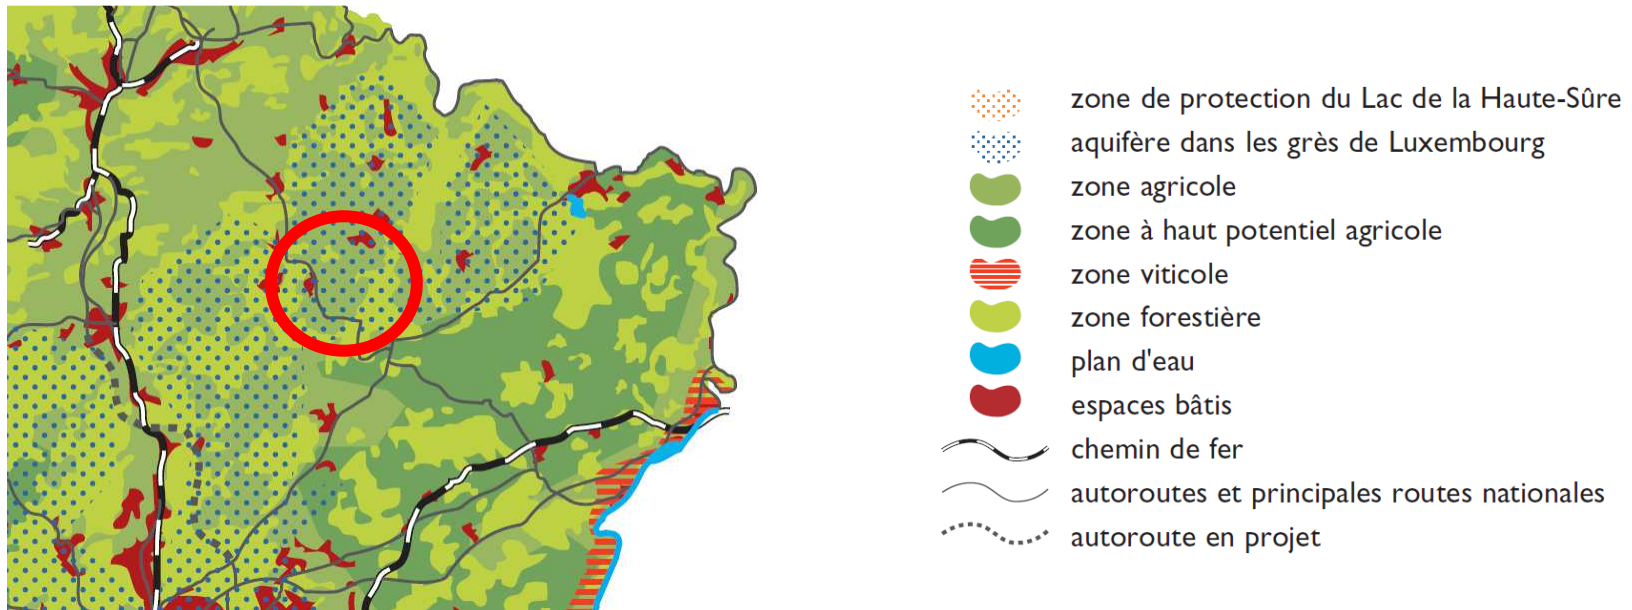 zone de protection du Lac de la Haute-Sûre
aquifère dans les grès de Luxembourg
zone agricole
zone à haut potentiel agricole
zone viticole
zone forestière
plan d'eau
espaces bâtis
chemin de fer
autoroutes et principales routes nationales
autoroute en projet